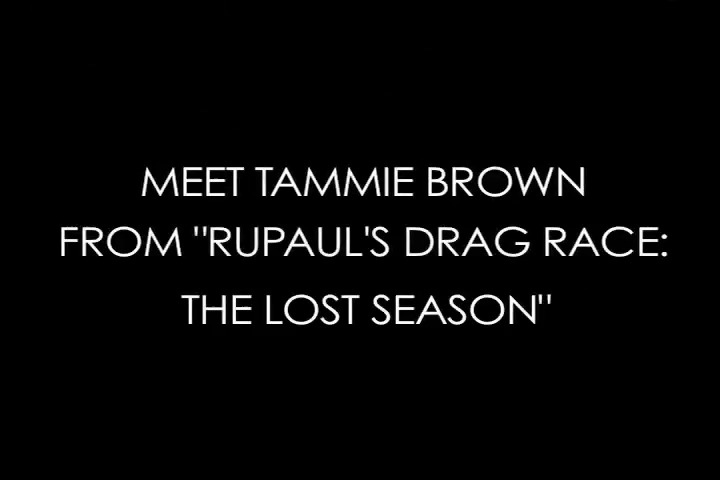 MEET TAMMIE BROWN
FROM "RUPAUL'S DRAG RACE:
THE LOST SEASON"